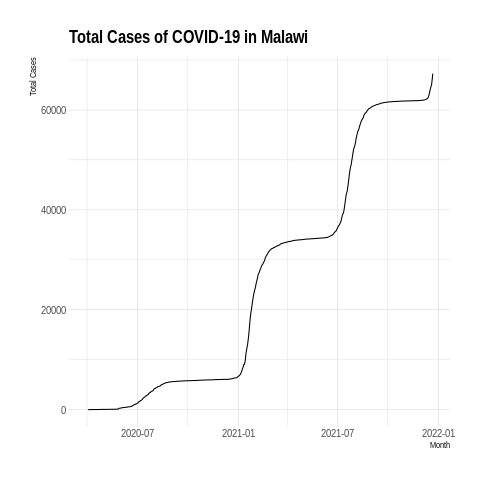 Total Cases of COVID-19 in Malawi
Total Cases
60000
40000
20000
0
2020-07 2021-01 2021-07 2022-01
Month